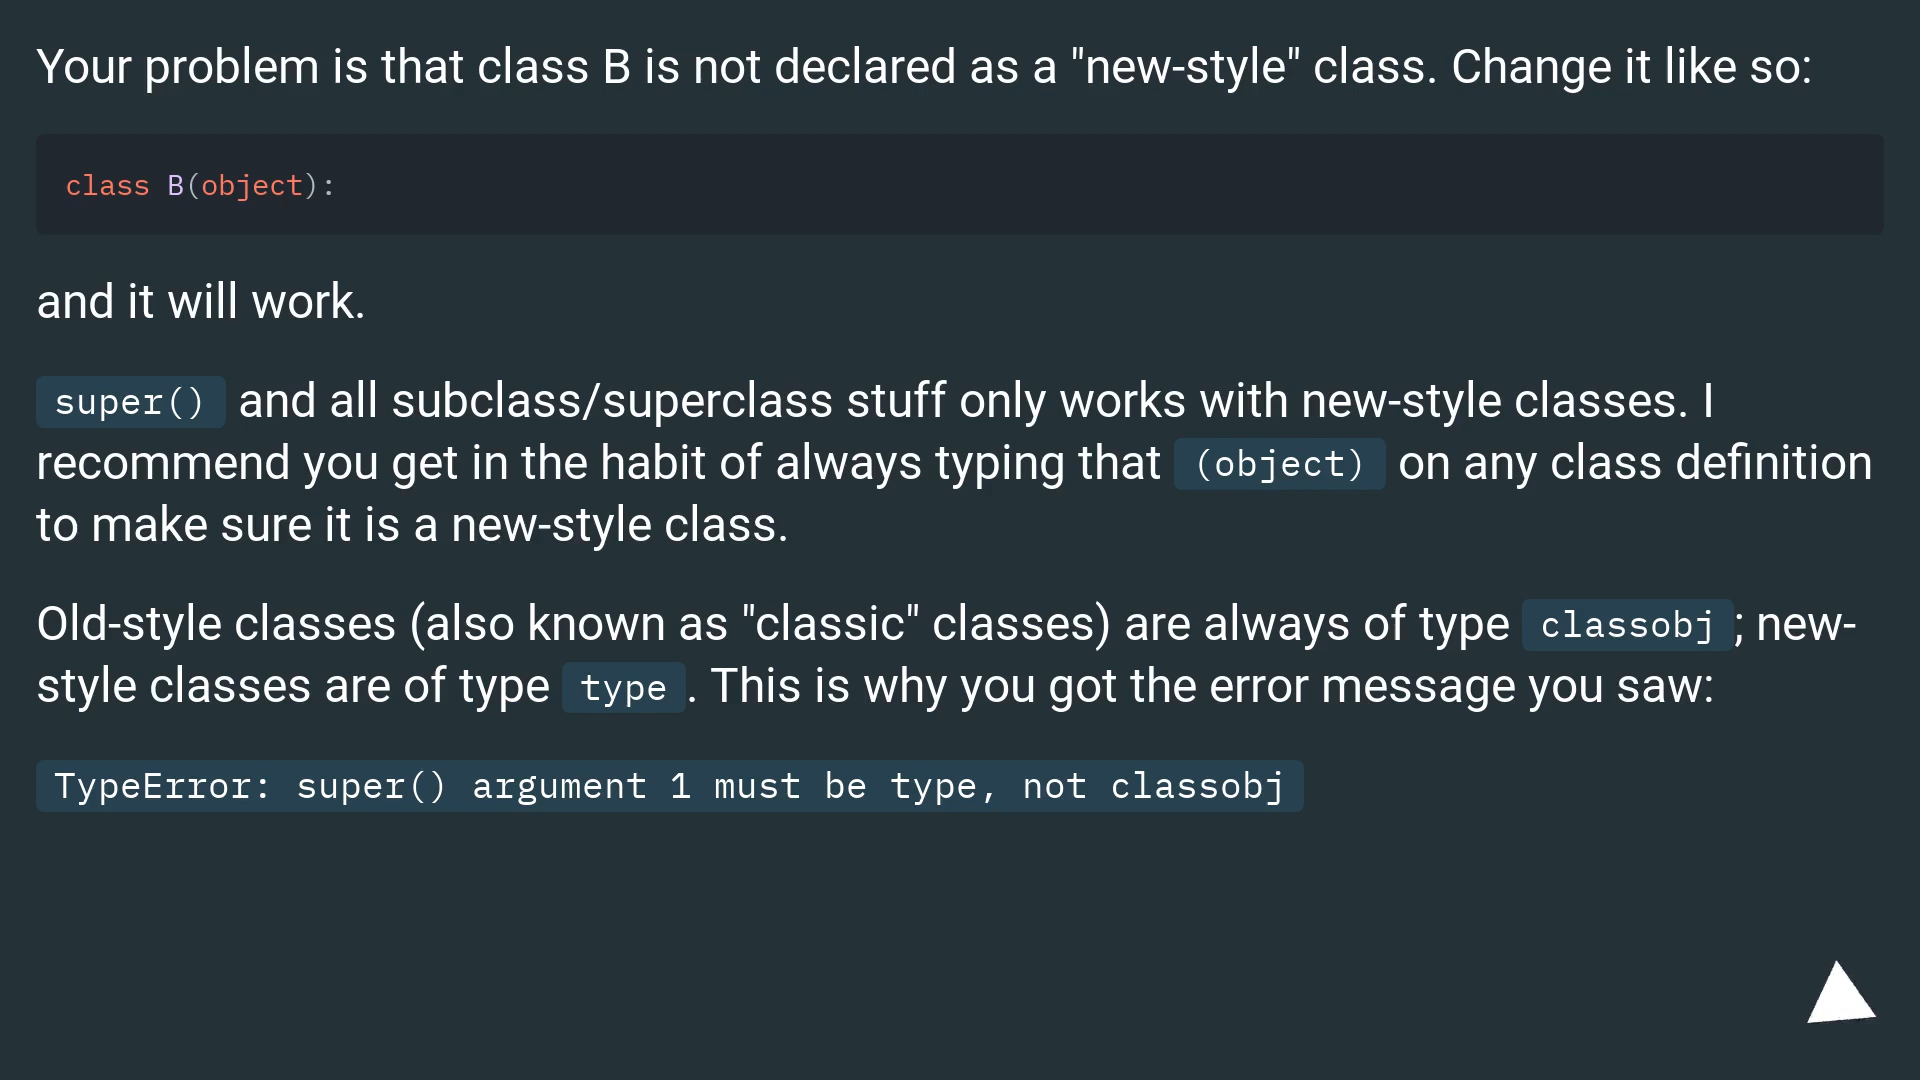 Your problem is that class B is not declared as a "new-style" class. Change it like so:
class B(object):
and it will work.
super() and all subclass/superclass stuff only works with new-style classes. I
recommend you get in the habit of always typing that (object) on any class definition
to make sure it is a new-style class.
Old-style classes (also known as "classic" classes) are always of type classobj; new-
style classes are of type type. This is why you got the error message you saw:
TypeError: super() argument 1 must be type, not classobj